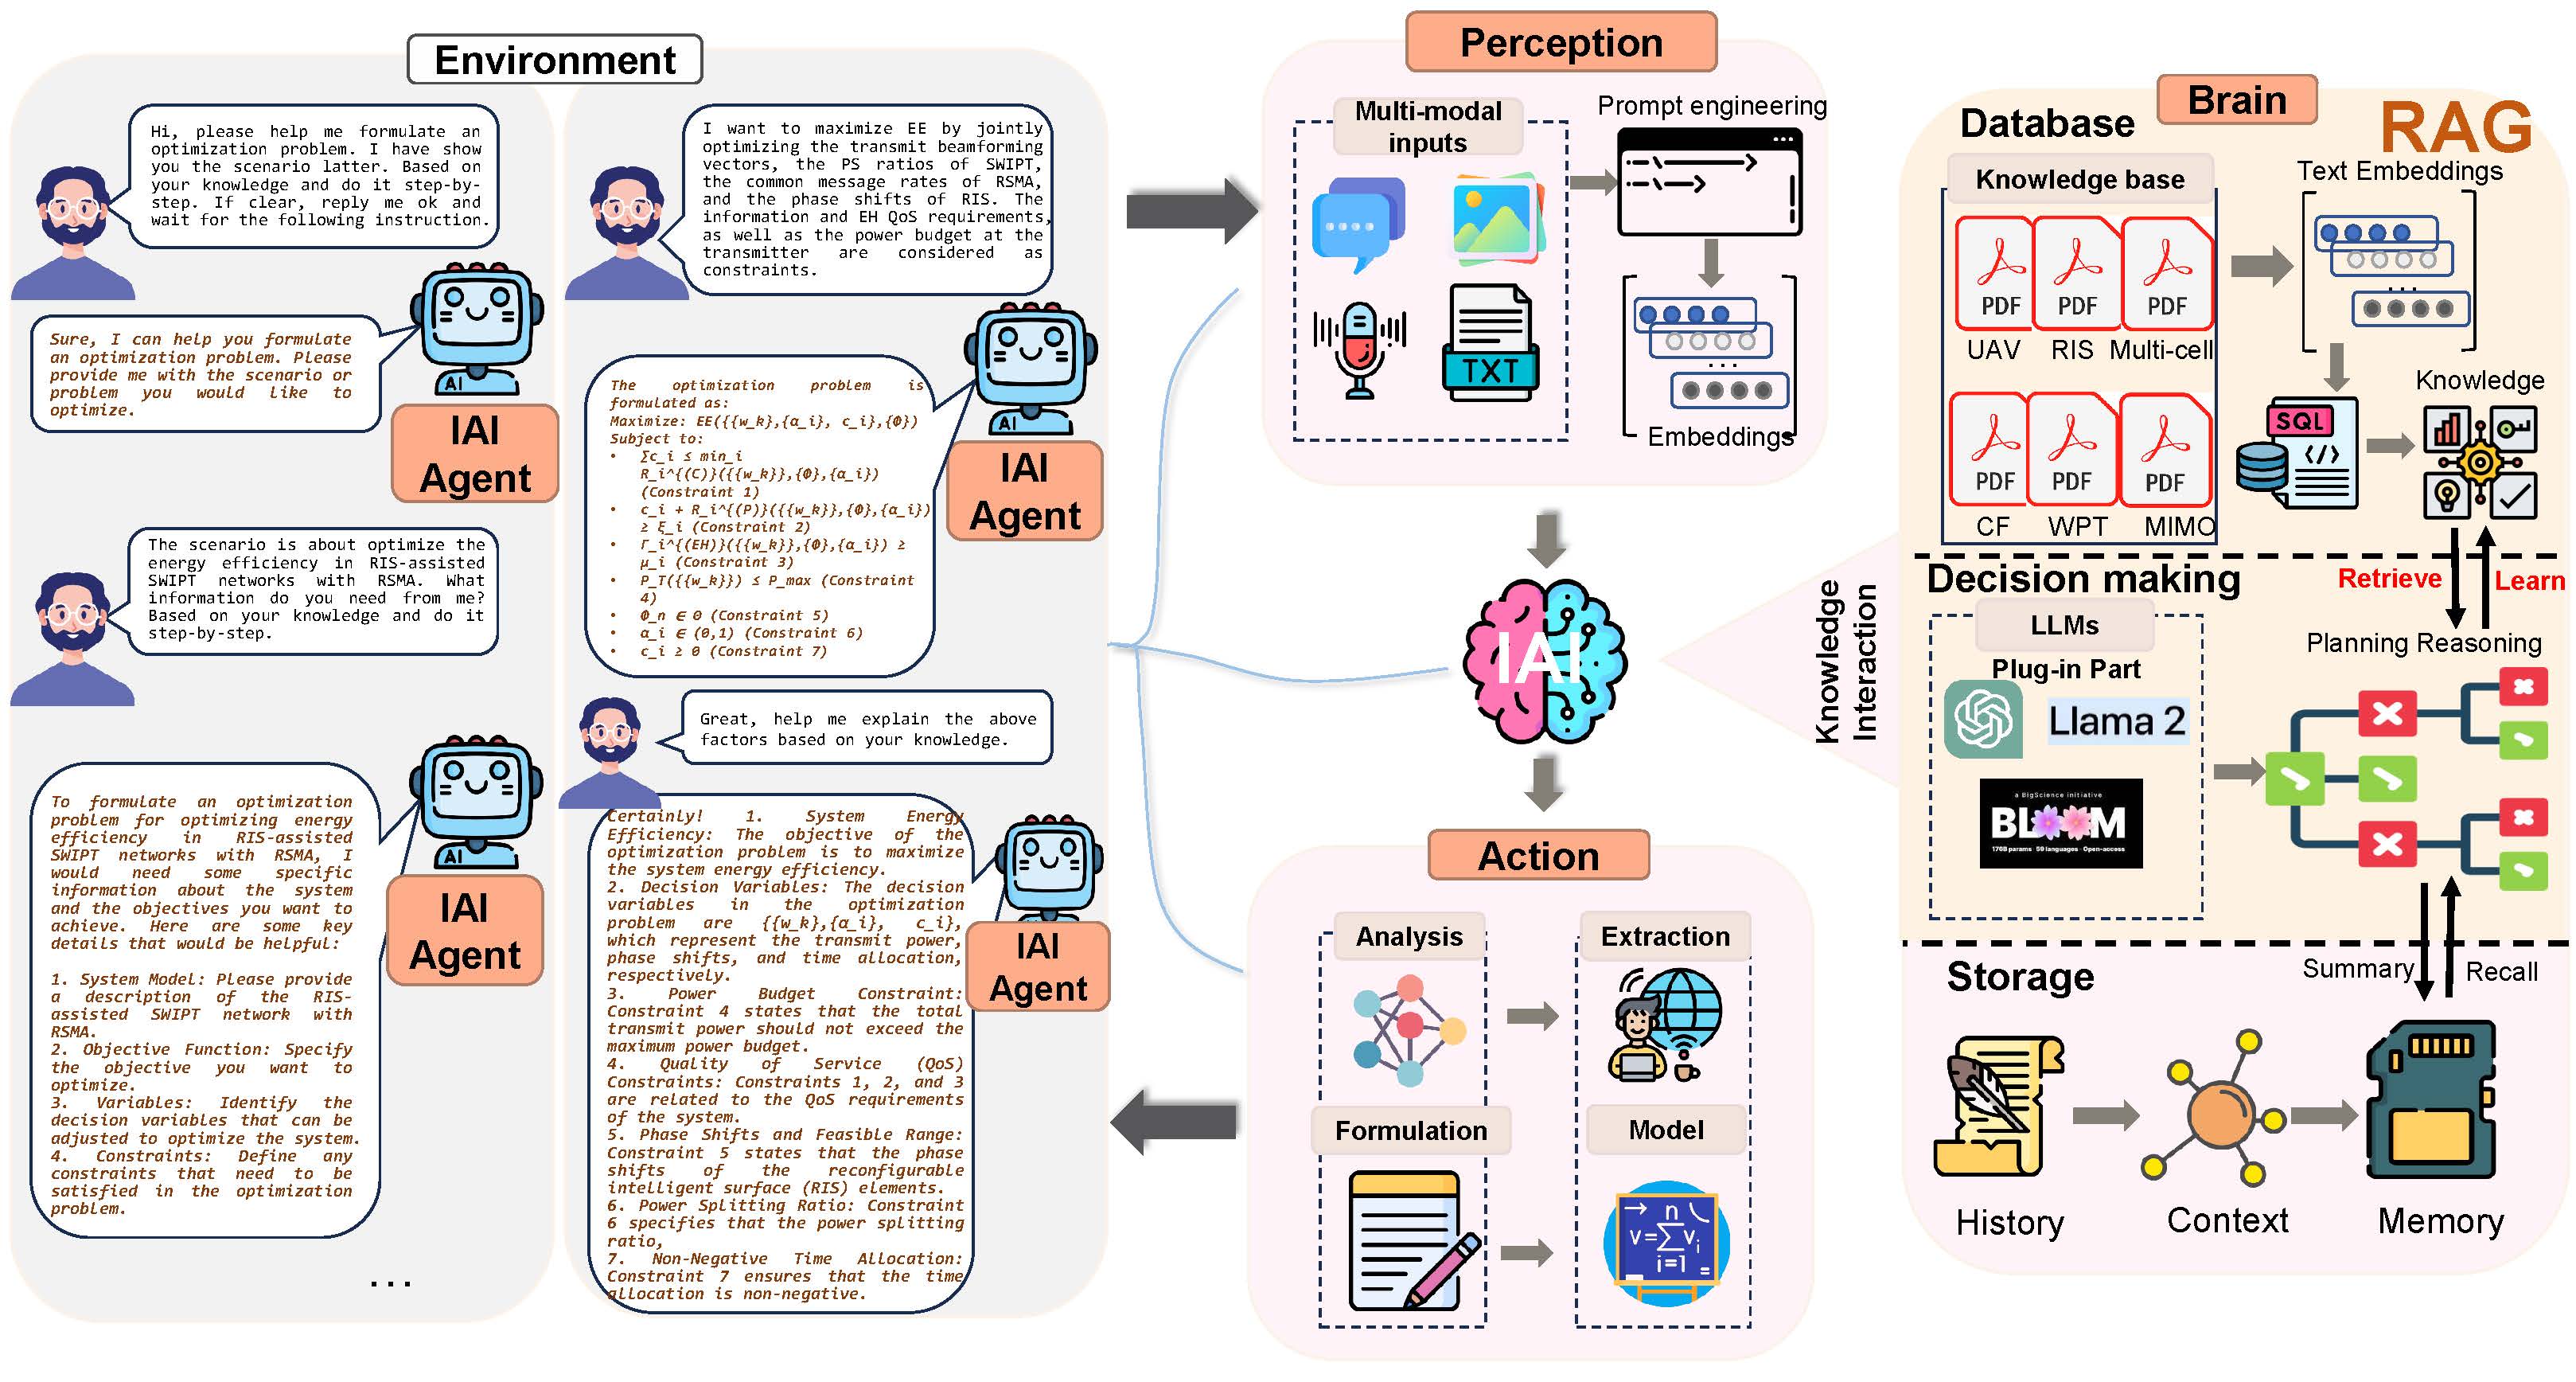 Environment
Hi, please help me formulate an
optimization problem. I have show
you the scenario latter. Based on
your knowledge and do it step-by-
step. If clear, reply me ok and
wait for the following instruction.
Sure, I can help you formulate
an optimization problem. Please
provide me with the scenario or
problem you would like to
optimize.
AI
IAI
Agent
The scenario is about optimize the
energy efficiency in RIS-assisted
SWIPT networks with RSMA. What
information do you need from me?
Based on your knowledge and do it
step-by-step.
To formulate an optimization
problem for optimizing energy
efficiency in RIS-assisted
SWIPT networks with RSMA, I
would need some specific
information about the system
and the objectives you want to
achieve. Here are some key
details that would be helpful:
1. System Model: Please provide
a description of the RIS-
assisted SWIPT network with
RSMA.
2. Objective Function: Specify
the objective you want to
optimize.
3. Variables: Identify the
decision variables that can be
adjusted to optimize the system.
4. Constraints: Define any
constraints that need to be
satisfied in the optimization
problem.
AI
IAI
Agent
...
I want to maximize EE by jointly
optimizing the transmit beamforming
vectors, the PS ratios of SWIPT,
the common message rates of RSMA,
and the phase shifts of RIS. The
information and EH QoS requirements,
as well as the power budget at the
transmitter are considered as
constraints.
The optimization problem is
formulated as:
Maximize: EE({{w_k},{α_i}, c_i},{Φ})
Subject to:
• ∑c_i ≤ min_i
R_i^{(C)}({{w_k}},{Φ},{α_i})
(Constraint 1)
• c_i + R_i^{(P)}({{w_k}},{Φ},{α_i})
≥ ξ_i (Constraint 2)
• Γ_i^{(EH)}({{w_k}},{Φ},{α_i}) ≥
μ_i (Constraint 3)
• P_T({{w_k}}) ≤ P_max (Constraint
4)
• Φ_n ∈ Θ (Constraint 5)
• α_i ∈ (0,1) (Constraint 6)
• c_i ≥ 0 (Constraint 7)
AI
IAI
Agent
Great, help me explain the above
factors based on your knowledge.
Certainly! 1. System Energy
Efficiency: The objective of the
optimization problem is to maximize
the system energy efficiency.
2. Decision Variables: The decision
variables in the optimization
problem are {{w_k},{α_i}, c_i},
which represent the transmit power,
phase shifts, and time allocation,
respectively.
3. Power Budget Constraint:
Constraint 4 states that the total
transmit power should not exceed the
maximum power budget.
4. Quality of Service (QoS)
Constraints: Constraints 1, 2, and 3
are related to the QoS requirements
of the system.
5. Phase Shifts and Feasible Range:
Constraint 5 states that the phase
shifts of the reconfigurable
intelligent surface (RIS) elements.
6. Power Splitting Ratio: Constraint
6 specifies that the power splitting
ratio,
7. Non-Negative Time Allocation:
Constraint 7 ensures that the time
allocation is non-negative.
IAI
Agent
Perception
Multi-modal
inputs
TXT
Prompt engineering
...
Embeddings
IAI
Action
Analysis
Extraction
Formulation
Model
n
v=∑vi
i=1
Knowledge
Interaction
Brain
RAG
Database
Knowledge base
PDF PDF PDF
UAV RIS Multi-cell
PDF PDF PDF
CF WPT MIMO
Text Embeddings
...
SQL
</>
Knowledge
Retrieve
Learn
Decision making
LLMs
Plug-in Part
Llama 2
a BigScience initiative
BLOOM
176B params · 59 languages · Open-access
Planning Reasoning
Summary
Recall
Storage
History
Context
Memory